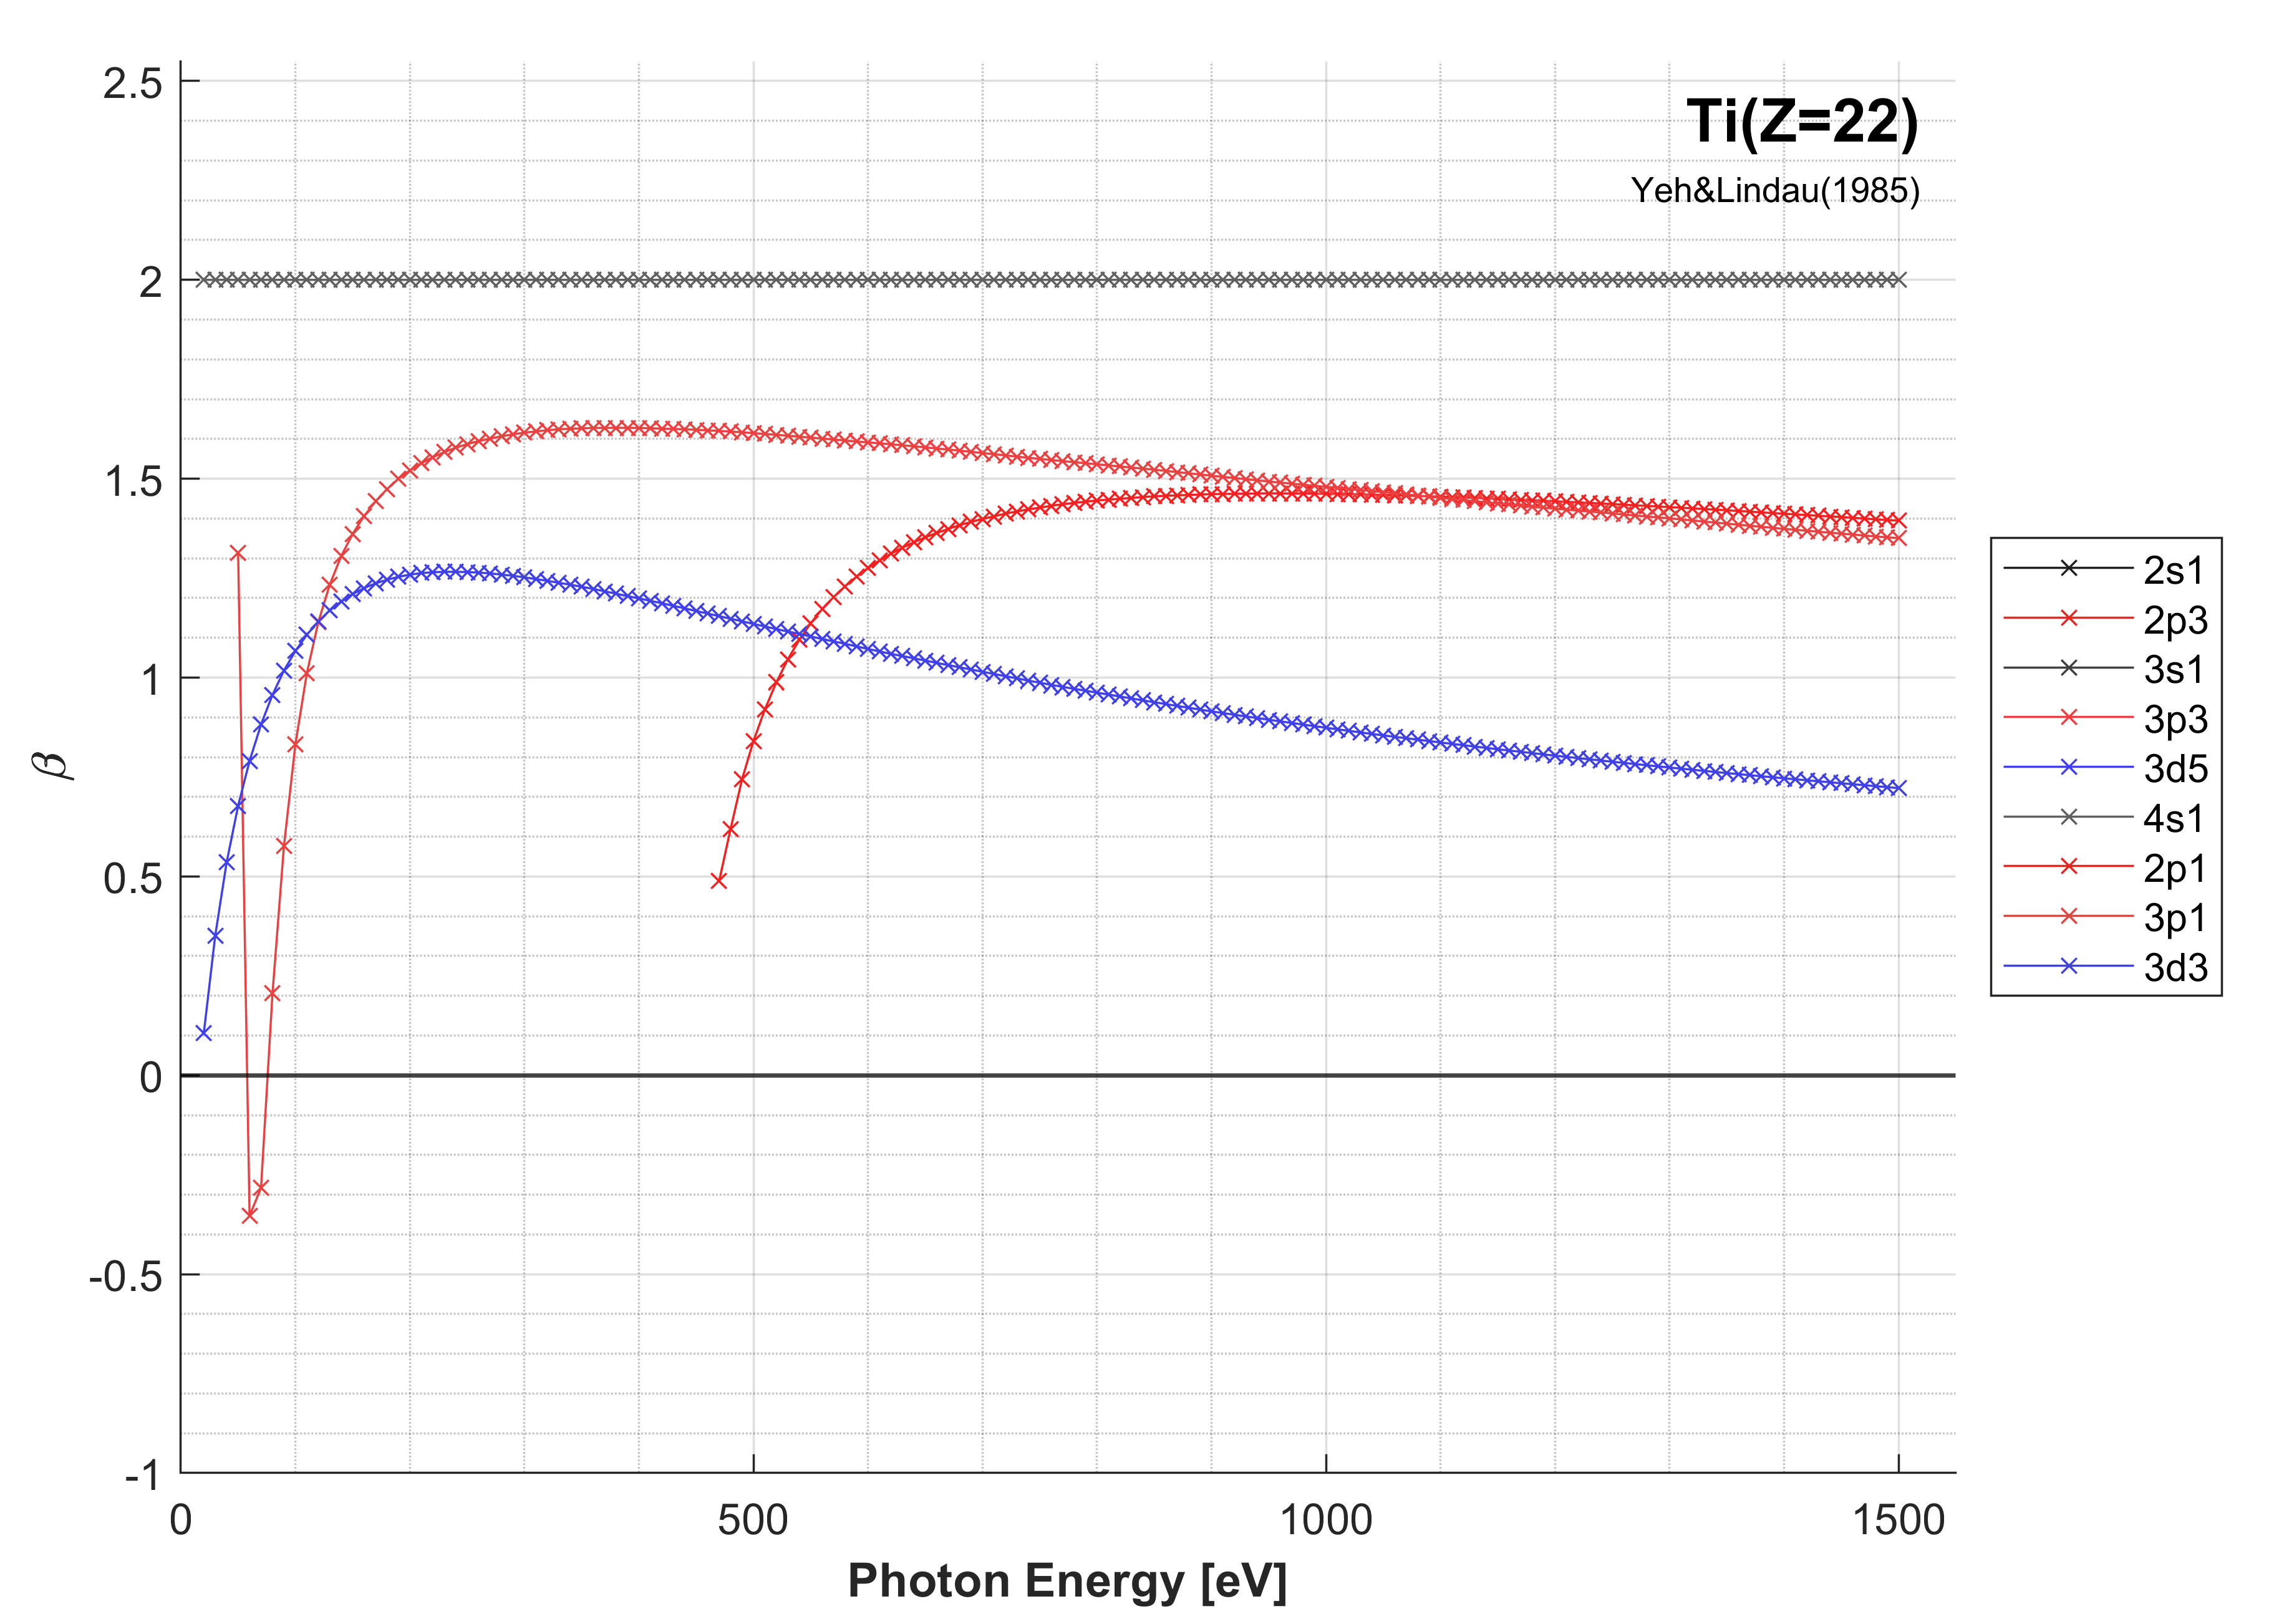 Ti(Z=22)
Yeh&Lindau(1985)
2.5
2
1.5
1
0.5
0
-0.5
-1
β
0 500 1000 1500
Photon Energy [eV]
2s1
2p3
3s1
3p3
3d5
4s1
2p1
3p1
3d3